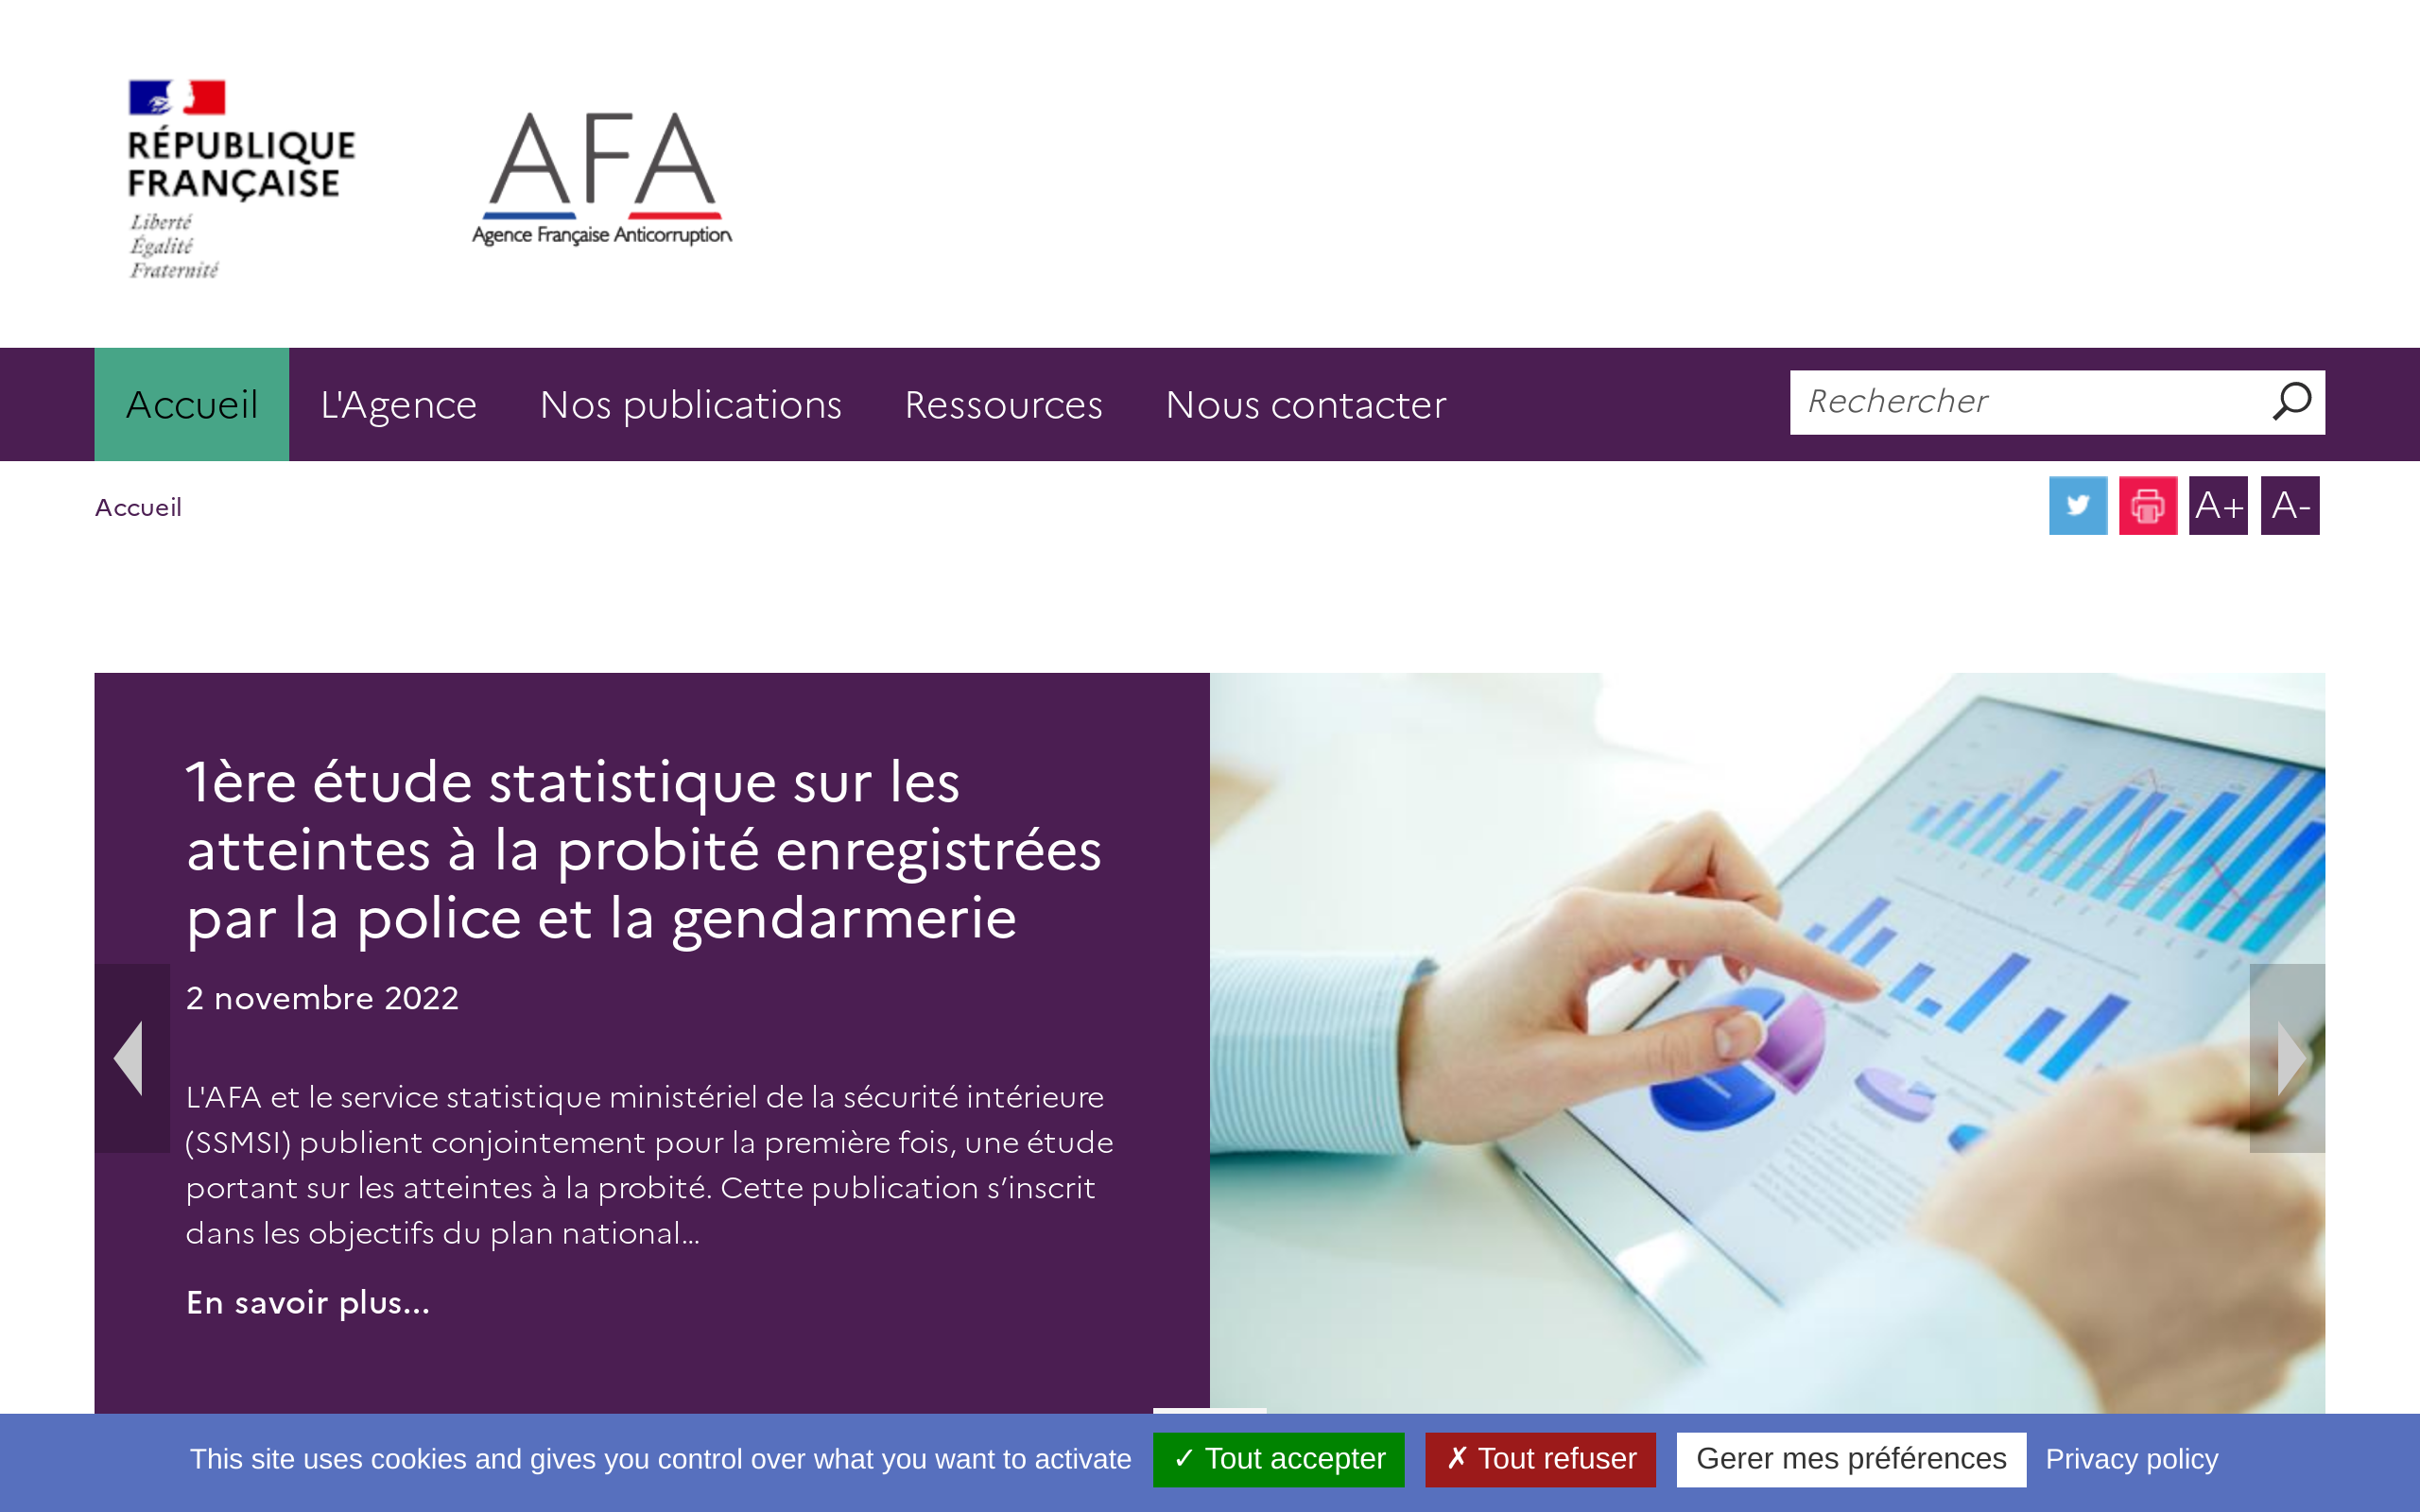 RÉPUBLIQUE
FRANÇAISE
Liberté
Égalité
Fraternité
AFA
Agence Française Anticorruption
Accueil L'Agence Nos publications Ressources Nous contacter Rechercher
Accueil A+ A-
1ère étude statistique sur les
atteintes à la probité enregistrées
par la police et la gendarmerie
2 novembre 2022
L'AFA et le service statistique ministériel de la sécurité intérieure
(SSMSI) publient conjointement pour la première fois, une étude
portant sur les atteintes à la probité. Cette publication s’inscrit
dans les objectifs du plan national...
En savoir plus...
This site uses cookies and gives you control over what you want to activate ✓ Tout accepter ✗ Tout refuser Gerer mes préférences Privacy policy